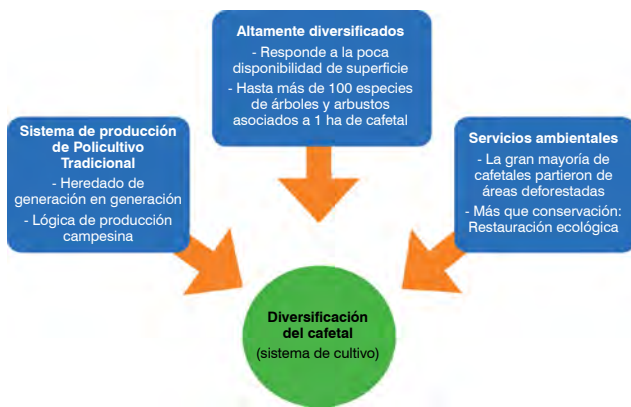 Altamente diversificados
- Responde a la poca
disponibilidad de superficie
- Hasta más de 100 especies
de árboles y arbustos
asociados a 1 ha de cafetal
Sistema de producción
de Policultivo
Tradicional
- Heredado de
generación en generación
- Lógica de producción
campesina
Servicios ambientales
- La gran mayoría de
cafetales partieron de
áreas deforestadas
- Más que conservación:
Restauración ecológica
Diversificación
del cafetal
(sistema de cultivo)